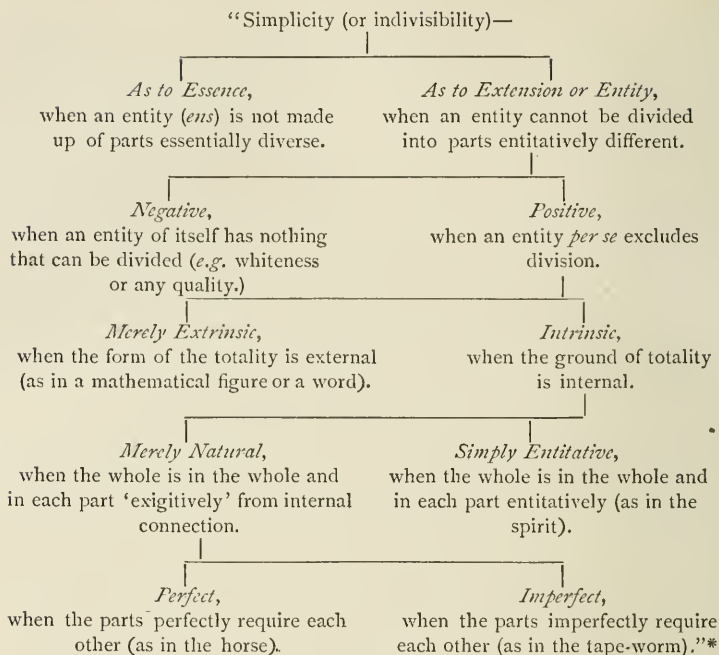 “Simplicity (or indivisibility)—
As to Essence,
when an entity (ens) is not made
up of parts essentially diverse.
As to Extension or Entity,
when an entity cannot be divided
into parts entitatively different.
Negative,
when an entity of itself has nothing
that can be divided (e.g. whiteness
or any quality.)
Positive,
when an entity per se excludes
division.
Merely Extrinsic,
when the form of the totality is external
(as in a mathematical figure or a word).
Intrinsic,
when the ground of totality
is internal.
Merely Natural,
when the whole is in the whole and
in each part ‘exigitively’ from internal
connection.
Simply Entitative,
when the whole is in the whole and
in each part entitatively (as in the
spirit).
Perfect,
when the parts perfectly require each
other (as in the horse).
Imperfect,
when the parts imperfectly require
each other (as in the tape-worm).”*